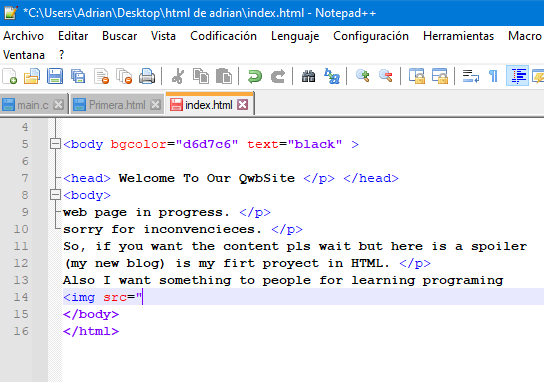 *C:\Users\Adrian\Desktop\html de adrian\index.html - Notepad++
Archivo Editar Buscar Vista Codificación Lenguaje Configuración Herramientas Macro
Ventana ?
main.c Primera.html index.html
4
5 <body bgcolor="d6d7c6" text="black" >
6
7 <head> Welcome To Our QwbSite </p> </head>
8 <body>
9 web page in progress. </p>
10 sorry for inconvencieces. </p>
11 So, if you want the content pls wait but here is a spoiler
12 (my new blog) is my firt proyect in HTML. </p>
13 Also I want something to people for learning programing
14 <img src="
15 </body>
16 </html>